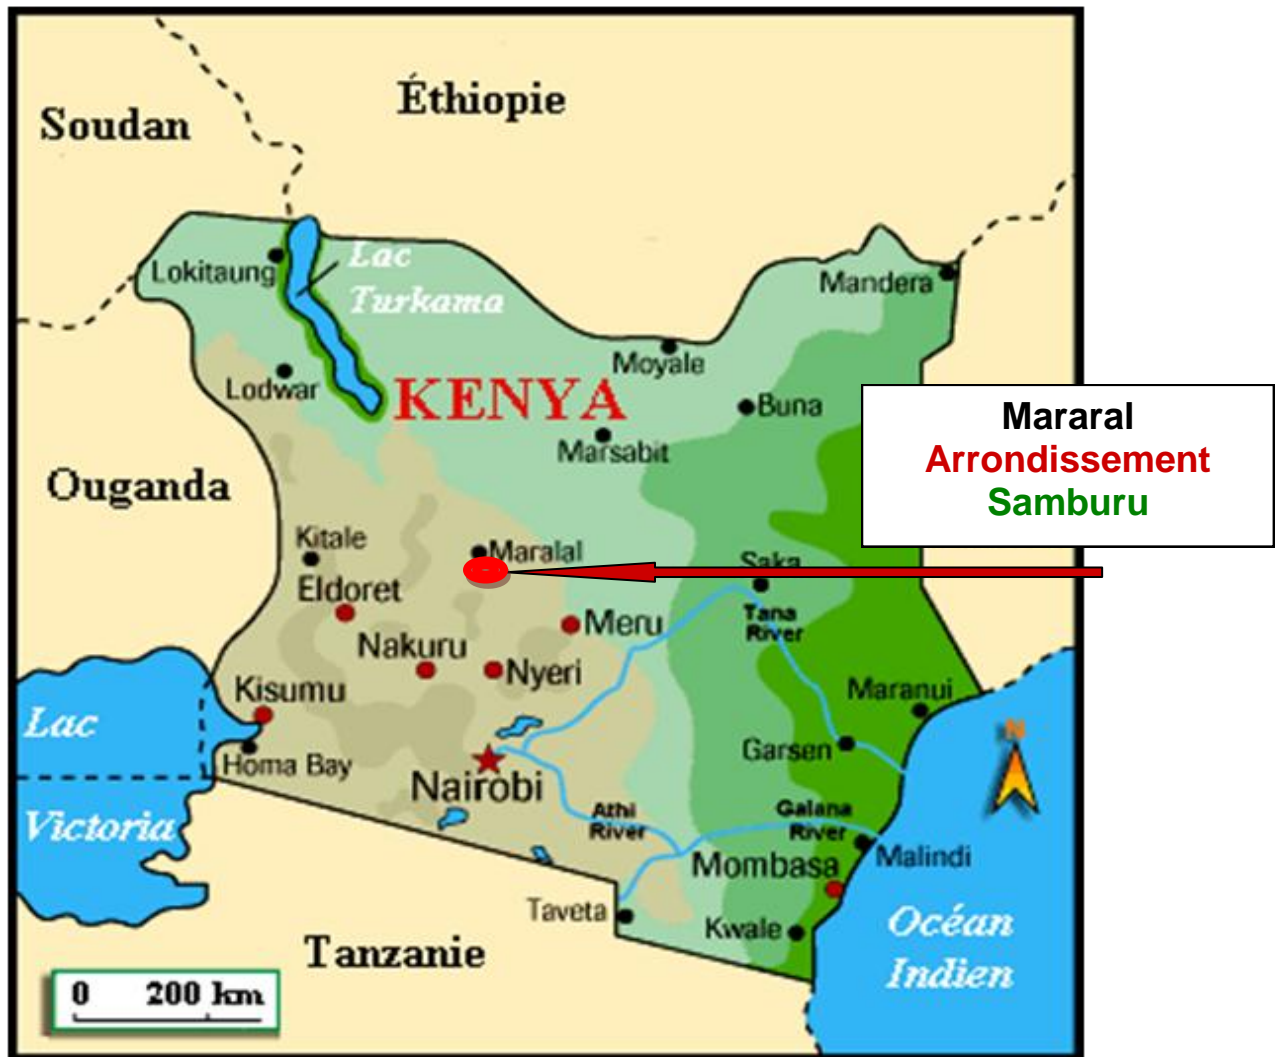 Éthiopie
Soudan
Lac
Turkama
Lokitaung
Mandera
Moyale
Lodwar
KENYA
Buna
Marsabit
Mararal
Arrondissement
Samburu
Ouganda
Kitale
Maralal
Saka
Eldoret
Tana
River
Meru
Nakuru
Nyeri
Kisumu
Maranui
Lac
Garsen
N
Homa Bay
Nairobi
Victoria
Athi
River
Galana
River
Malindi
Mombasa
Taveta
Kwale
Océan
Indien
Tanzanie
0 200 km